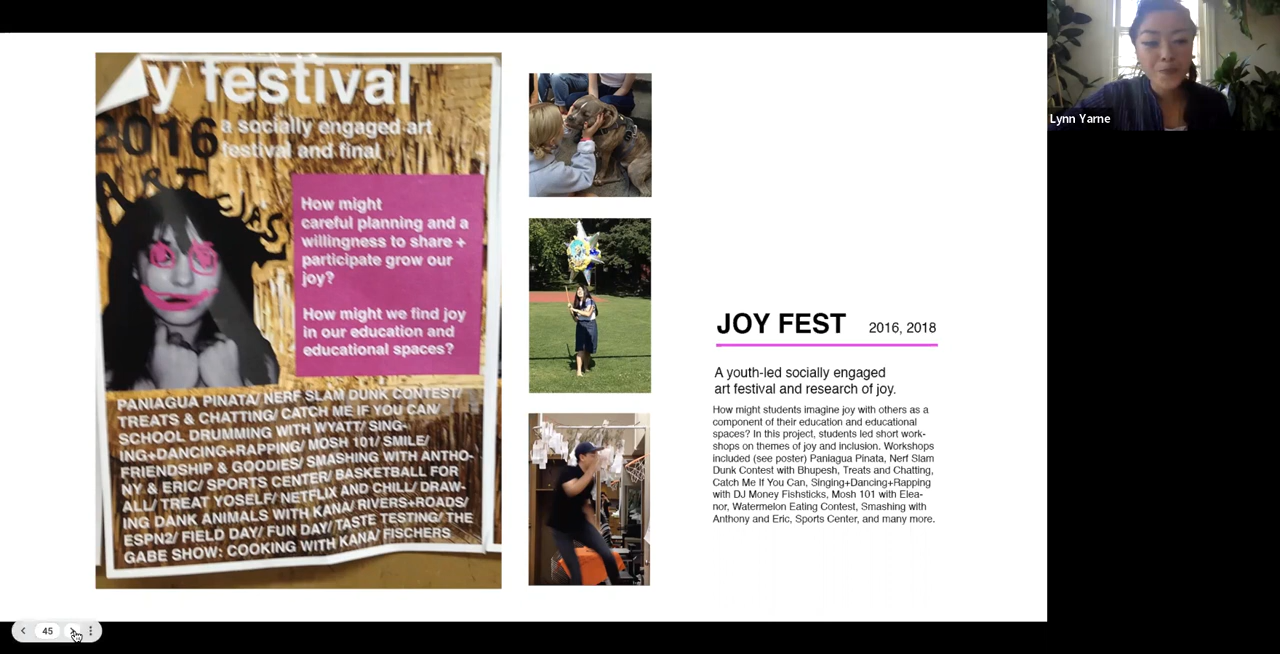 y festival
2016
a socially engaged art
festival and final
ART CLAS
How might
careful planning and a
willingness to share +
participate grow our
joy?
How might we find joy
in our education and
educational spaces?
PANIAGUA PINATA/ NERF SLAM DUNK CONTEST/
TREATS & CHATTING/ CATCH ME IF YOU CAN/
SCHOOL DRUMMING WITH WYATT/ SING-
ING+DANCING+RAPPING/ MOSH 101/ SMILE/
FRIENDSHIP & GOODIES/ SMASHING WITH ANTHO-
NY & ERIC/ SPORTS CENTER/ BASKETBALL FOR
ALL/ TREAT YOSELF/ NETFLIX AND CHILL/ DRAW-
ING DANK ANIMALS WITH KANA/ RIVERS+ROADS/
ESPN2/ FIELD DAY/ FUN DAY/ TASTE TESTING/ THE
GABE SHOW: COOKING WITH KANA/ FISCHERS
JOY FEST 2016, 2018
A youth-led socially engaged
art festival and research of joy.
How might students imagine joy with others as a
component of their education and educational
spaces? In this project, students led short work-
shops on themes of joy and inclusion. Workshops
included (see poster) Paniagua Pinata, Nerf Slam
Dunk Contest with Bhupesh, Treats and Chatting,
Catch Me If You Can, Singing+Dancing+Rapping
with DJ Money Fishsticks, Mosh 101 with Elea-
nor, Watermelon Eating Contest, Smashing with
Anthony and Eric, Sports Center, and many more.
Lynn Yarne
45